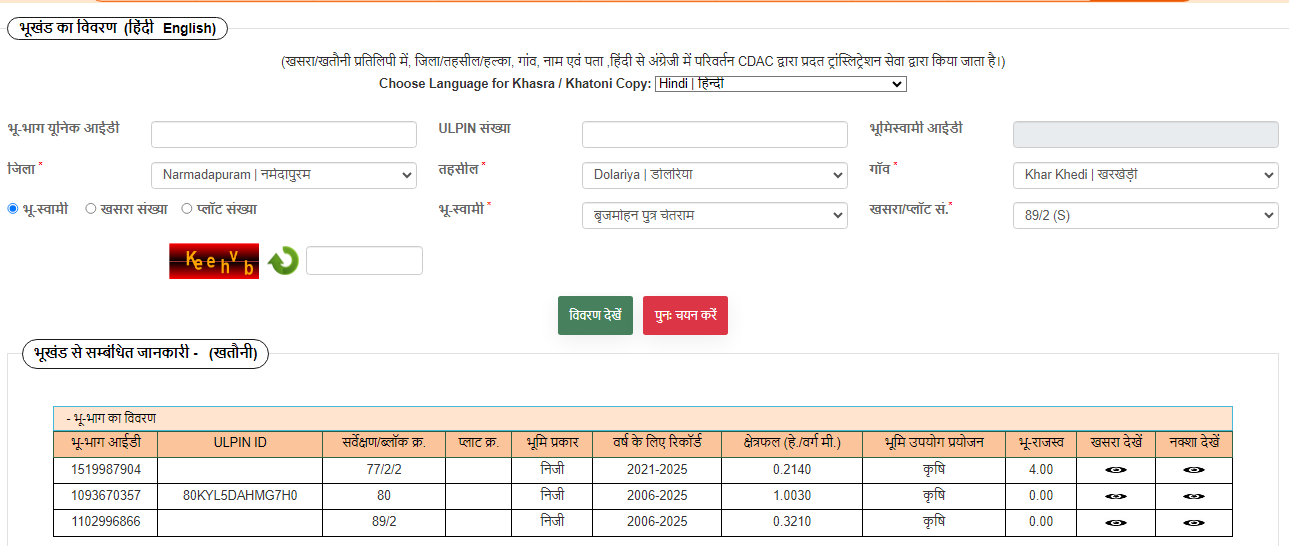 भूखंड का विवरण (हिंदी English)
(खसरा/खतौनी प्रतिलिपी में, जिला/तहसील/हल्का, गांव, नाम एवं पता ,हिंदी से अंग्रेजी में परिवर्तन CDAC द्वारा प्रदत ट्रांस्लिट्रेशन सेवा द्वारा किया जाता है।)
Choose Language for Kasra / Khatoni Copy: Hindi | हिन्दी
भू-भाग यूनिक आईडी ULPIN संख्या भूमिस्वामी आईडी
जिला * Narmadapuram | नर्मदापुरम तहसील * Dolariya | डोलरिया गाँव * Khar Khedi | खरखेड़ी
भू-स्वामी खसरा संख्या प्लॉट संख्या भू-स्वामी * बृजमोहन पुत्र चेतराम खसरा/प्लॉट सं.* 89/2 (S)
KeehVb
विवरण देखें पुनः चयन करें
भूखंड से सम्बंधित जानकारी - (खतौनी)
- भू-भाग का विवरण
भू-भाग आईडी ULPIN ID सर्वेक्षण/ब्लॉक क्र. प्लाट क्र. भूमि प्रकार वर्ष के लिए रिकॉर्ड क्षेत्रफल (हे./वर्ग मी.) भूमि उपयोग प्रयोजन भू-राजस्व खसरा देखें नक्शा देखें
1519987904 77/2/2 निजी 2021-2025 0.2140 कृषि 4.00
1093670357 80KYL5DAHMG7H0 80 निजी 2006-2025 1.0030 कृषि 0.00
1102996866 89/2 निजी 2006-2025 0.3210 कृषि 0.00